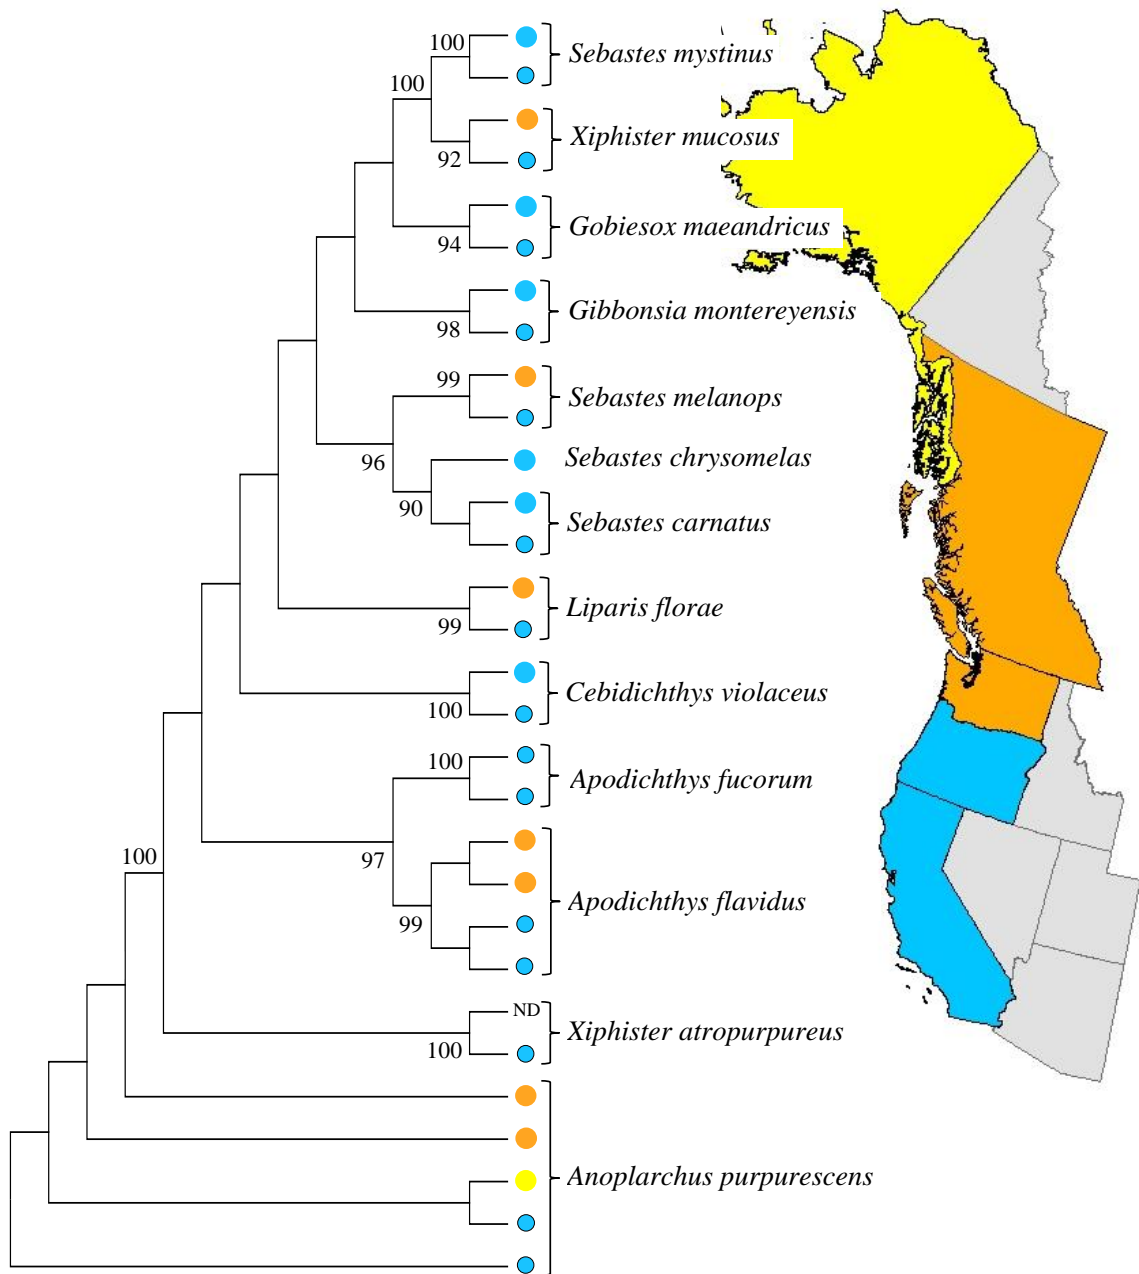 100
Sebastes mystinus
100
92
Xiphister mucosus
94
Gobiesox maeandricus
98
Gibbonsia montereyensis
99
Sebastes melanops
96
Sebastes chrysomelas
90
Sebastes carnatus
99
Liparis florae
100
Cebidichthys violaceus
100
Apodichthys fucorum
100
97
99
Apodichthys flavidus
ND
100
Xiphister atropurpureus
Anoplarchus purpurescens